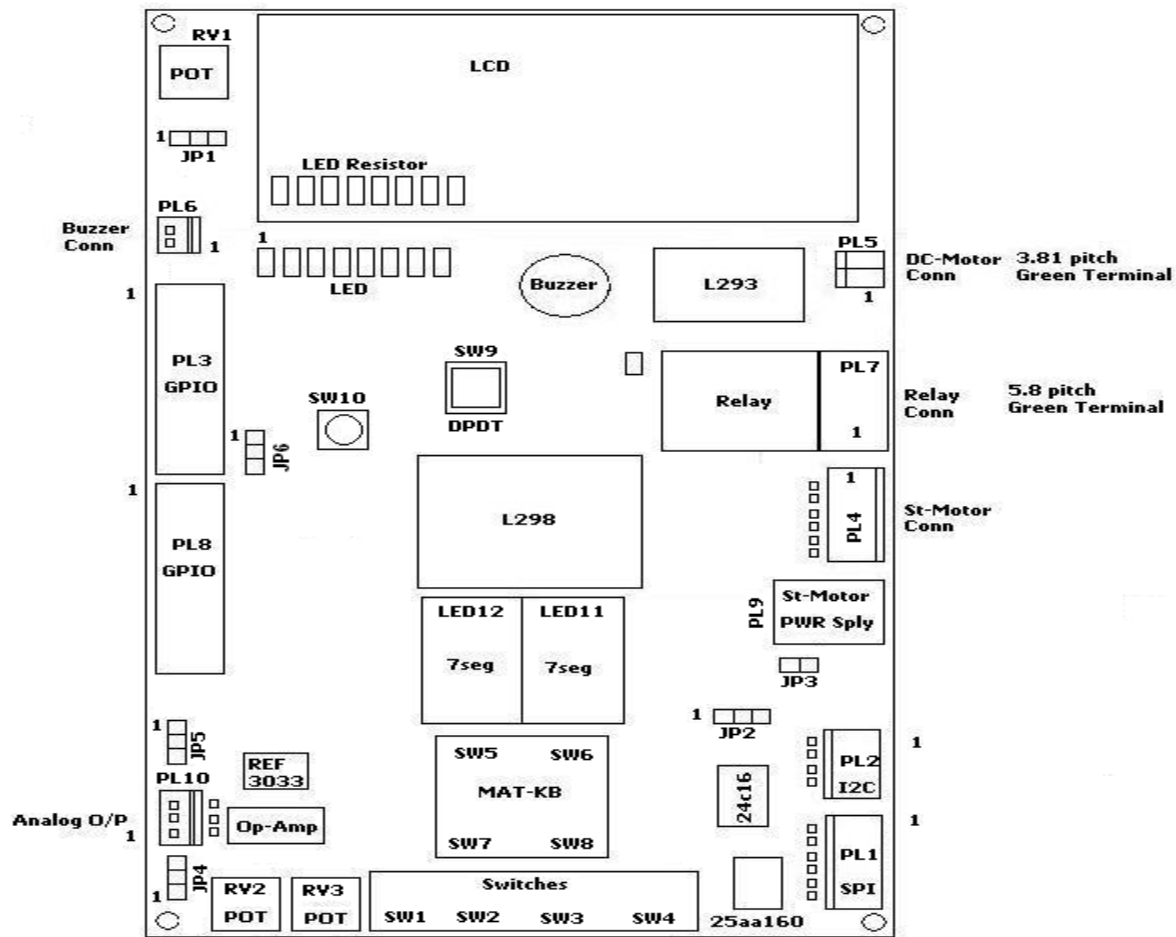 RV1
POT
LCD
1
JP1
LED Resistor
PL6
Buzzer
Conn
1
1
LED
Buzzer
L293
PL5
1
DC-Motor
Conn
3.81 pitch
Green Terminal
1
PL3
GPIO
SW9
DPDT
SW10
1
JP6
Relay
PL7
1
Relay
Conn
5.8 pitch
Green Terminal
1
PL8
GPIO
L298
1
PL4
St-Motor
Conn
LED12
7seg
LED11
7seg
PL9
St-Motor
PWR Sply
JP3
1
JP2
1
JP5
REF
3033
PL10
Analog O/P
1
Op-Amp
SW5
SW6
MAT-KB
SW7
SW8
24c16
1
PL2
I2C
1
PL1
SPI
1
JP4
RV2
POT
RV3
POT
Switches
SW1
SW2
SW3
SW4
25aa160